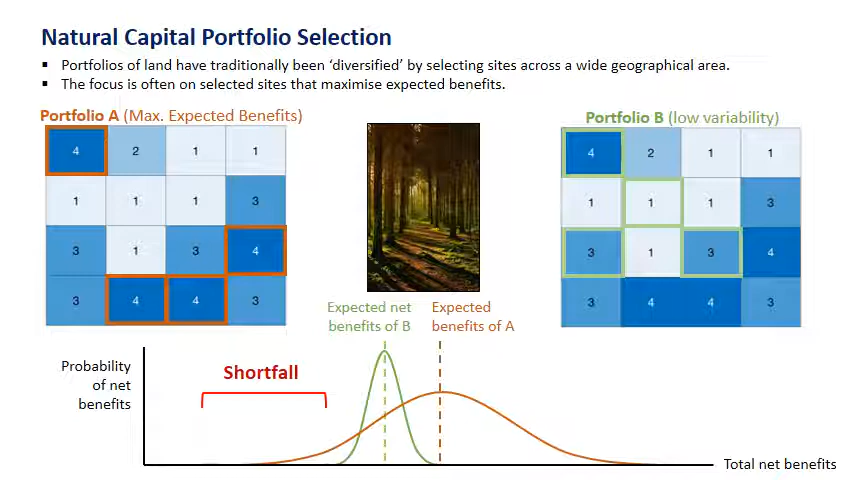 Natural Capital Portfolio Selection
▪ Portfolios of land have traditionally been ‘diversified’ by selecting sites across a wide geographical area.
▪ The focus is often on selected sites that maximise expected benefits.
Portfolio A (Max. Expected Benefits)
4 2 1 1
1 1 1 3
3 1 3 4
3 4 4 3
Portfolio B (low variability)
4 2 1 1
1 1 1 3
3 1 3 4
3 4 4 3
Expected net
benefits of B
Expected
benefits of A
Probability
of net
benefits
Shortfall
Total net benefits